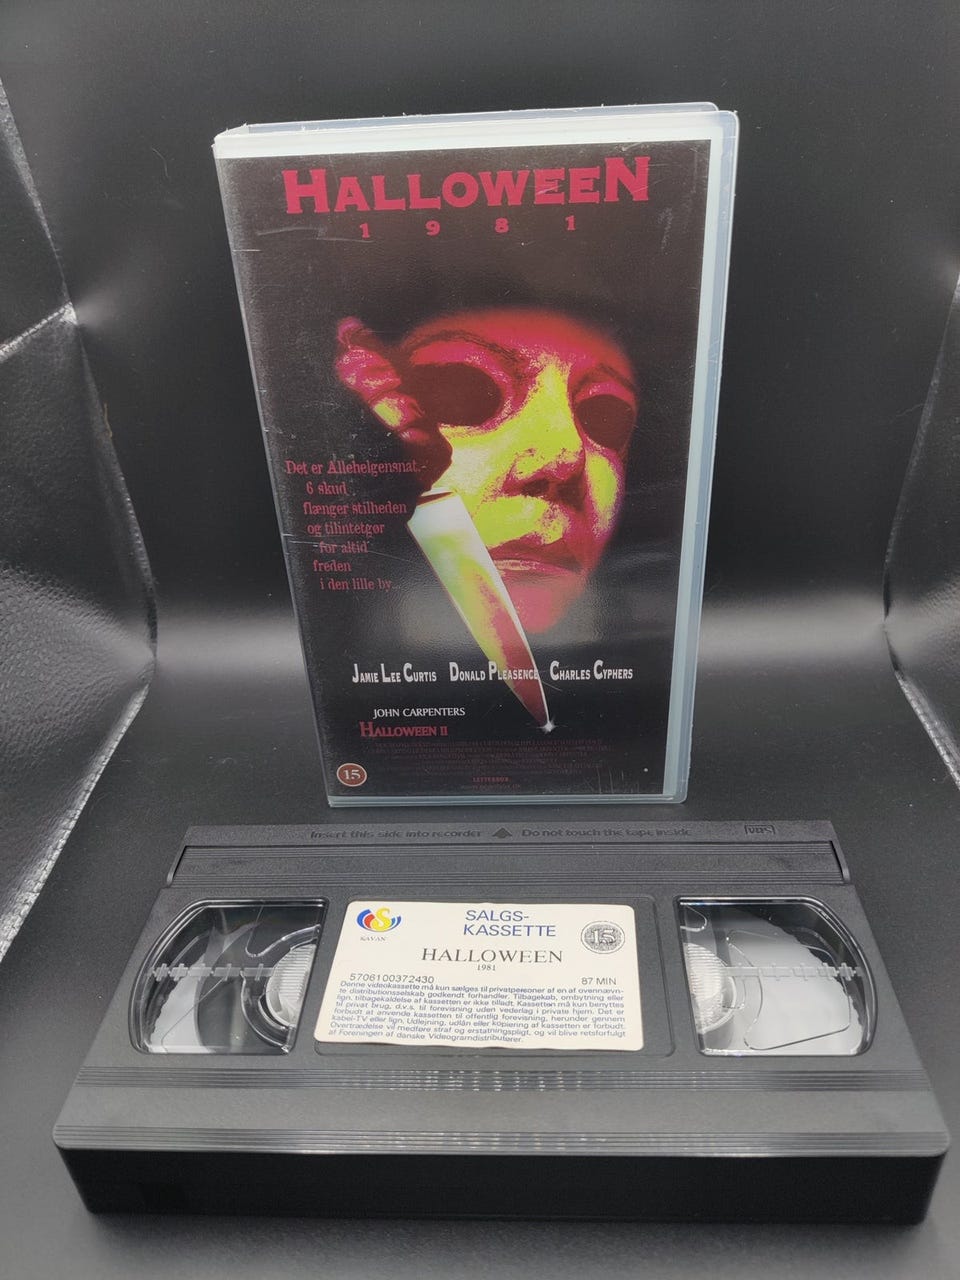 HALLOWEEN
1981
Det er Allehelgensnat,
6 skud
flænger stilheden
og tilintetgør
for altid
freden
i den lille by...
JAMIE LEE CURTIS DONALD PLEASENCE CHARLES CYPHERS
JOHN CARPENTERS
HALLOWEEN II
15
LETTERBOX
Insert this side into recorder Do not touch the tape inside
VHS
SAVAN
SALGS-
KASSETTE
15
HALLOWEEN
1981
5706100372430 87 MIN
Denne videokassette må kun sælges til privatpersoner af en af ovennævn-
te distributionsselskab godkendt forhandler. Tilbagekøb, ombytning eller
lign. tilbagekaldelse af kassetten er ikke tilladt. Kassetten må kun benyttes
til privat brug, d.v.s. til forevisning uden vederlag i private hjem. Det er
forbudt at anvende kassetten til offentlig forevisning, herunder gennem
kabel-TV eller lign. Udlejning, udlån eller kopiering af kassetten er forbudt.
Overtrædelse vil medføre straf og erstatningspligt, og vil blive retsforfulgt
af Foreningen af danske Videogramdistributører.